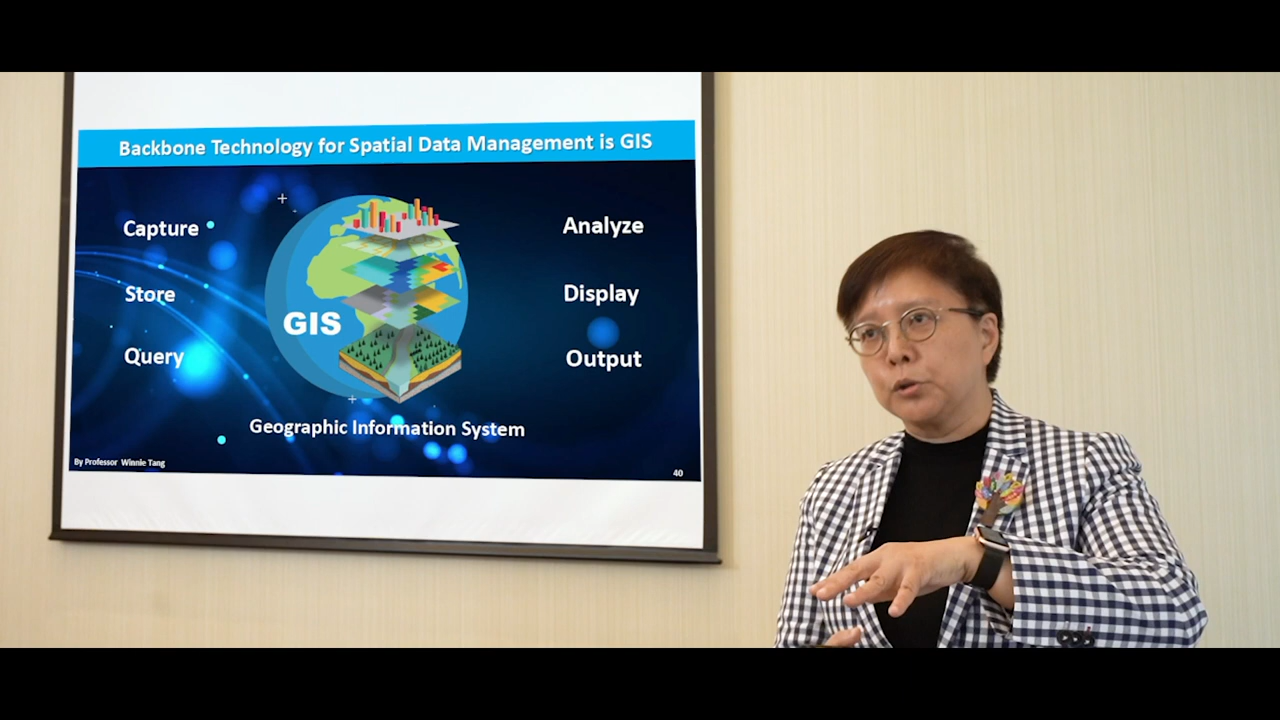 Backbone Technology for Spatial Data Management is GIS
Capture
Store
Query
GIS
Analyze
Display
Output
Geographic Information System
By Professor Winnie Tang
40